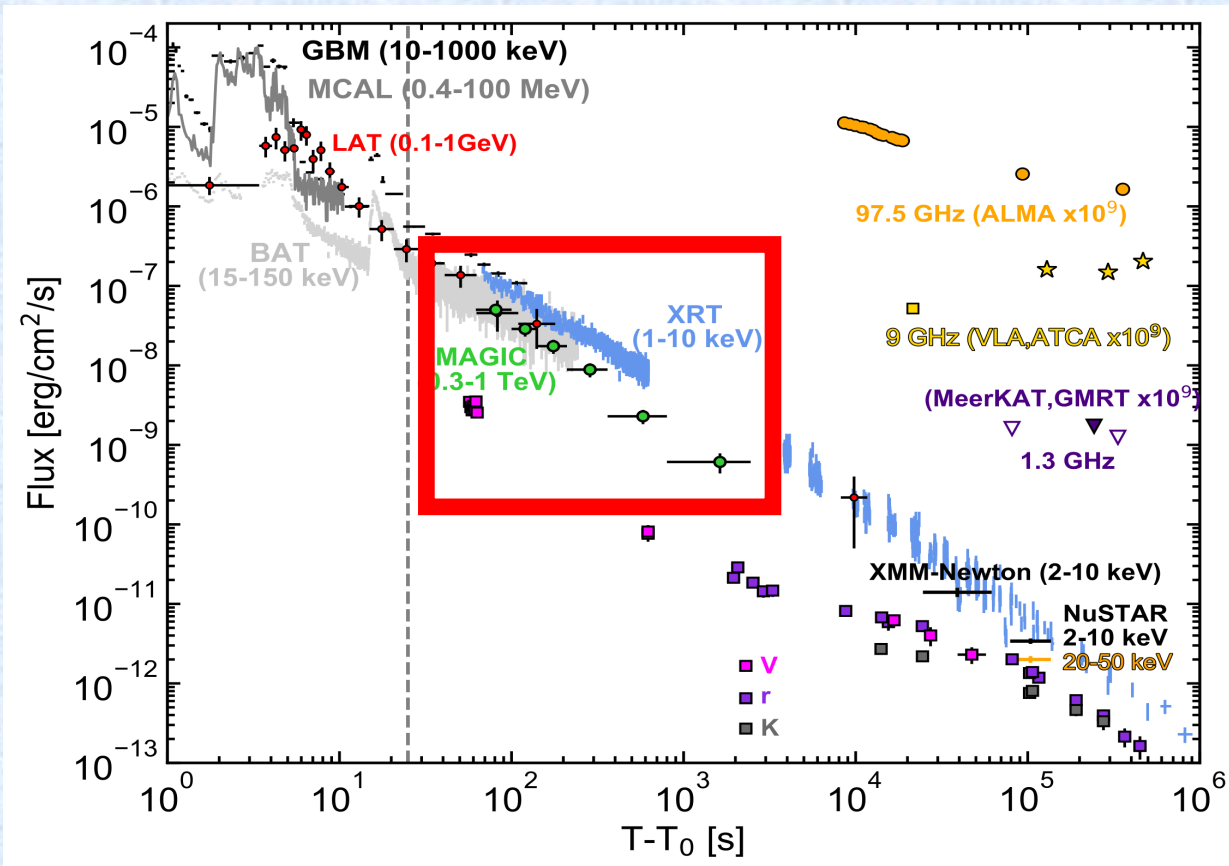 10⁻⁴
10⁻⁵
10⁻⁶
10⁻⁷
10⁻⁸
10⁻⁹
10⁻¹⁰
10⁻¹¹
10⁻¹²
10⁻¹³
Flux [erg/cm²/s]
GBM (10-1000 keV)
MCAL (0.4-100 MeV)
LAT (0.1-1GeV)
BAT
(15-150 keV)
XRT
(1-10 keV)
MAGIC
0.3-1 TeV)
97.5 GHz (ALMA x10⁹)
9 GHz (VLA,ATCA x10⁹)
(MeerKAT,GMRT x10⁹)
1.3 GHz
XMM-Newton (2-10 keV)
NuSTAR
2-10 keV
20-50 keV
V
r
K
10⁰ 10¹ 10² 10³ 10⁴ 10⁵ 10⁶
T-T₀ [s]